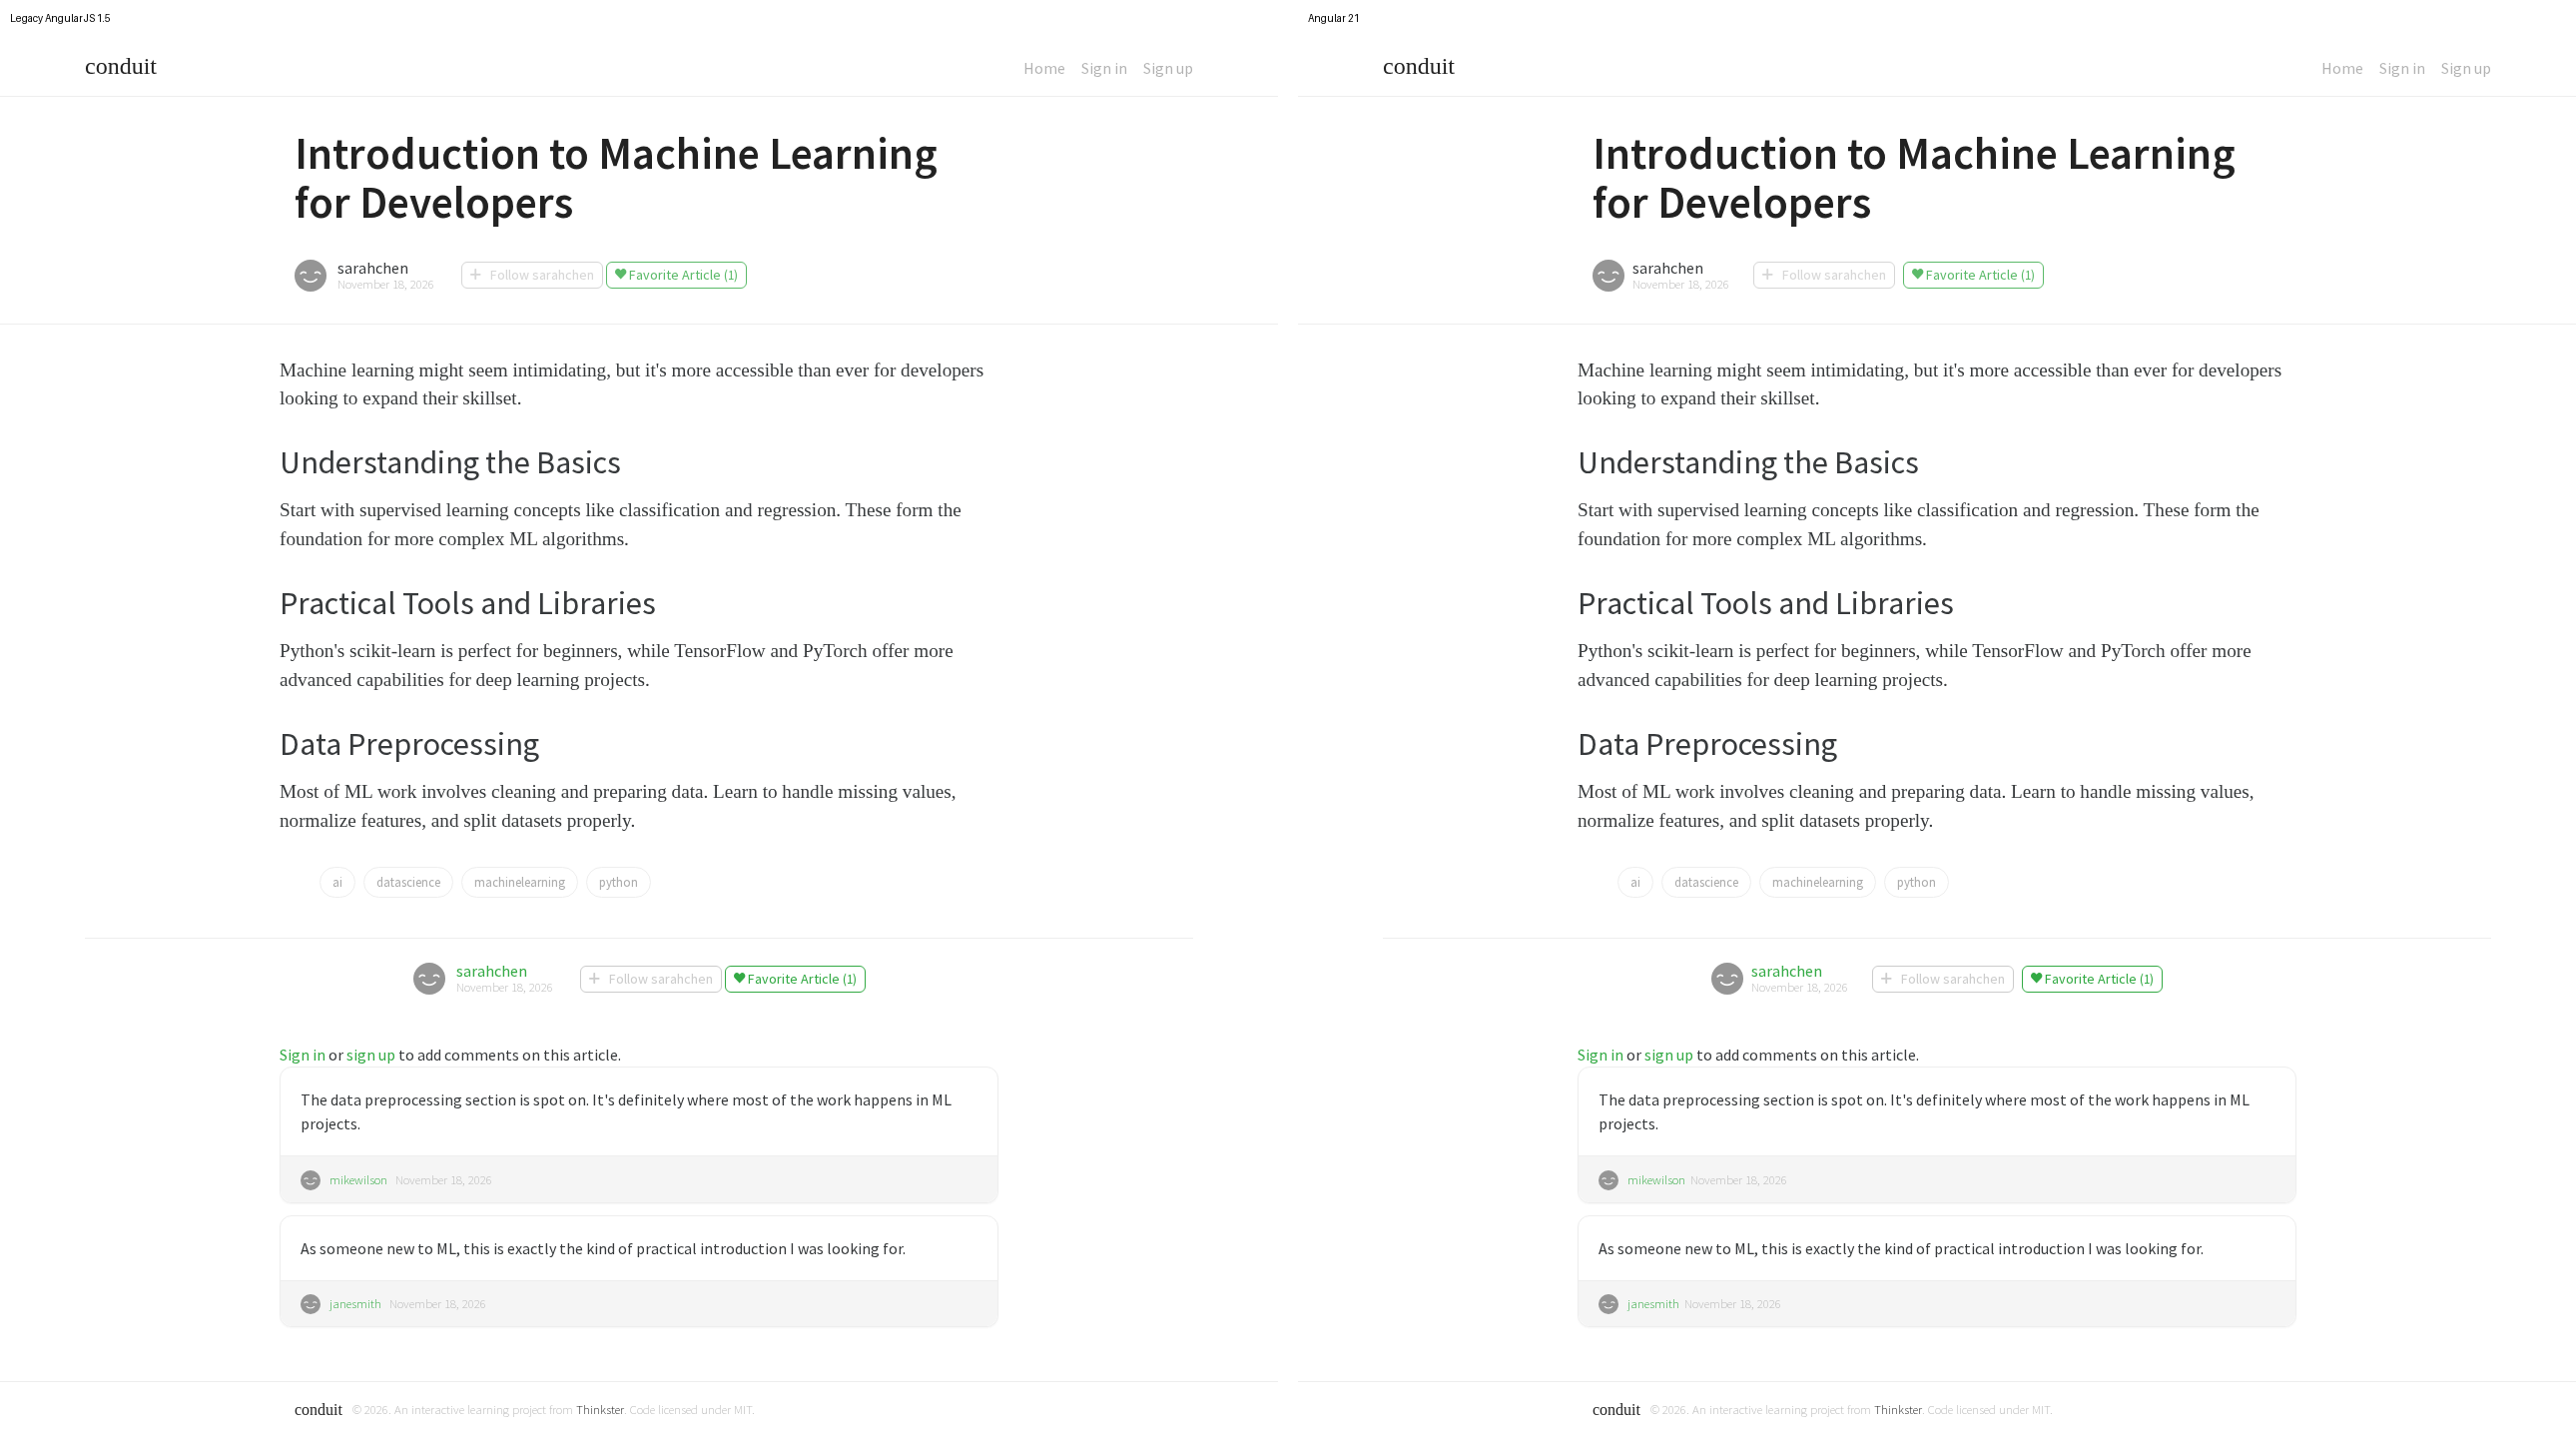 Legacy AngularJS 1.5
conduit
Home Sign in Sign up
Introduction to Machine Learning
for Developers
sarahchen
November 18, 2026
Follow sarahchen
Favorite Article (1)
Machine learning might seem intimidating, but it's more accessible than ever for developers
looking to expand their skillset.
Understanding the Basics
Start with supervised learning concepts like classification and regression. These form the
foundation for more complex ML algorithms.
Practical Tools and Libraries
Python's scikit-learn is perfect for beginners, while TensorFlow and PyTorch offer more
advanced capabilities for deep learning projects.
Data Preprocessing
Most of ML work involves cleaning and preparing data. Learn to handle missing values,
normalize features, and split datasets properly.
ai datascience machinelearning python
sarahchen
November 18, 2026
Follow sarahchen
Favorite Article (1)
Sign in or sign up to add comments on this article.
The data preprocessing section is spot on. It's definitely where most of the work happens in ML
projects.
mikewilson November 18, 2026
As someone new to ML, this is exactly the kind of practical introduction I was looking for.
janesmith November 18, 2026
conduit © 2026. An interactive learning project from Thinkster. Code licensed under MIT.
Angular 21
conduit
Home Sign in Sign up
Introduction to Machine Learning
for Developers
sarahchen
November 18, 2026
Follow sarahchen
Favorite Article (1)
Machine learning might seem intimidating, but it's more accessible than ever for developers
looking to expand their skillset.
Understanding the Basics
Start with supervised learning concepts like classification and regression. These form the
foundation for more complex ML algorithms.
Practical Tools and Libraries
Python's scikit-learn is perfect for beginners, while TensorFlow and PyTorch offer more
advanced capabilities for deep learning projects.
Data Preprocessing
Most of ML work involves cleaning and preparing data. Learn to handle missing values,
normalize features, and split datasets properly.
ai datascience machinelearning python
sarahchen
November 18, 2026
Follow sarahchen
Favorite Article (1)
Sign in or sign up to add comments on this article.
The data preprocessing section is spot on. It's definitely where most of the work happens in ML
projects.
mikewilson November 18, 2026
As someone new to ML, this is exactly the kind of practical introduction I was looking for.
janesmith November 18, 2026
conduit © 2026. An interactive learning project from Thinkster. Code licensed under MIT.